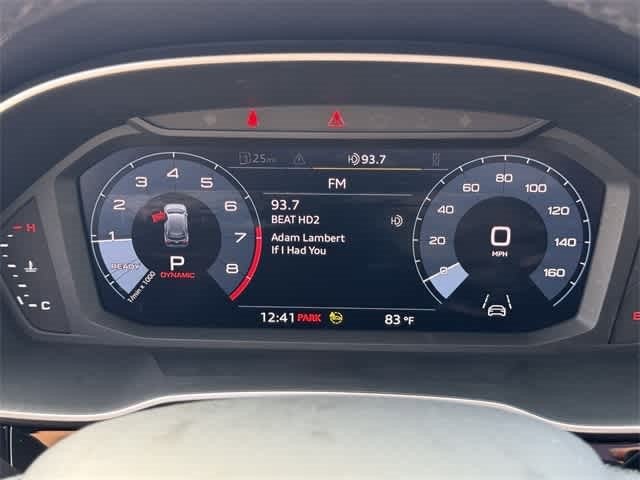 25mi 93.7
FM
93.7
BEAT HD2
Adam Lambert
If I Had You
1 2 3 4 5 6 7 8
READY
P
DYNAMIC
1/min x1000
0 20 40 60 80 100 120 140 160
0
MPH
12:41 PARK 83 °F
H
C
E